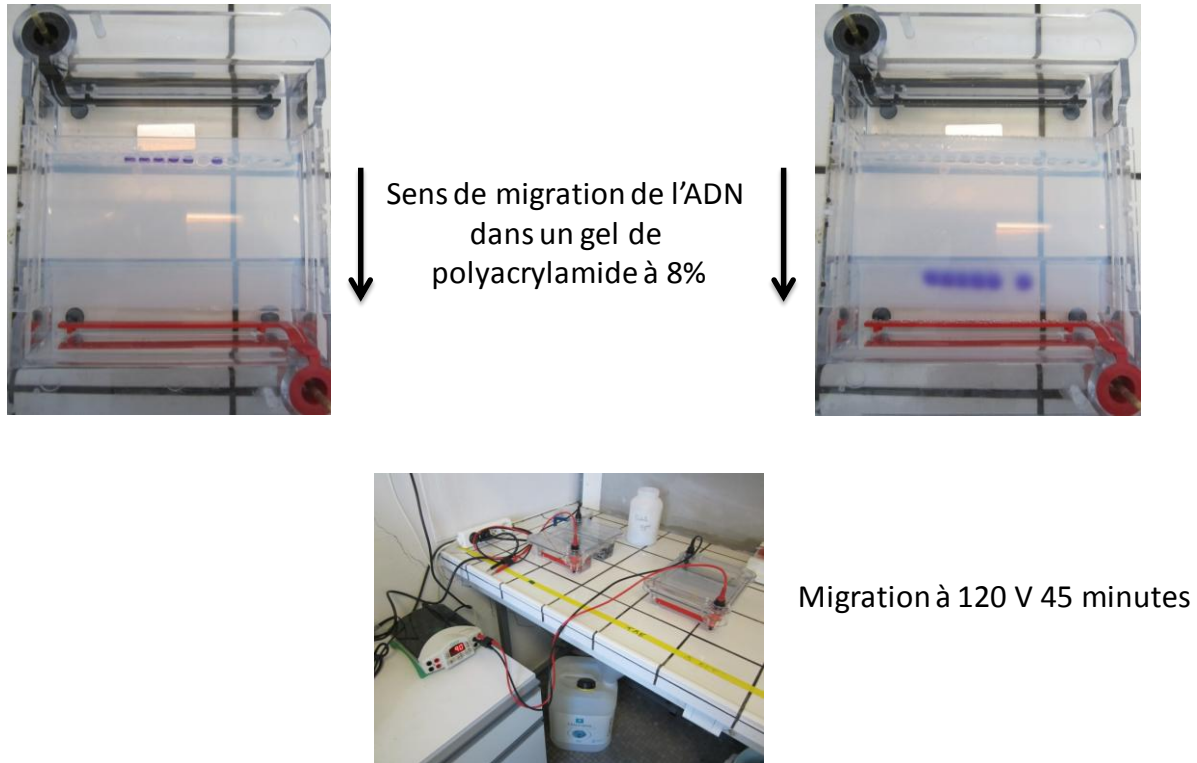 Sens de migration de l'ADN
dans un gel de
polyacrylamide à 8%
Migration à 120 V 45 minutes